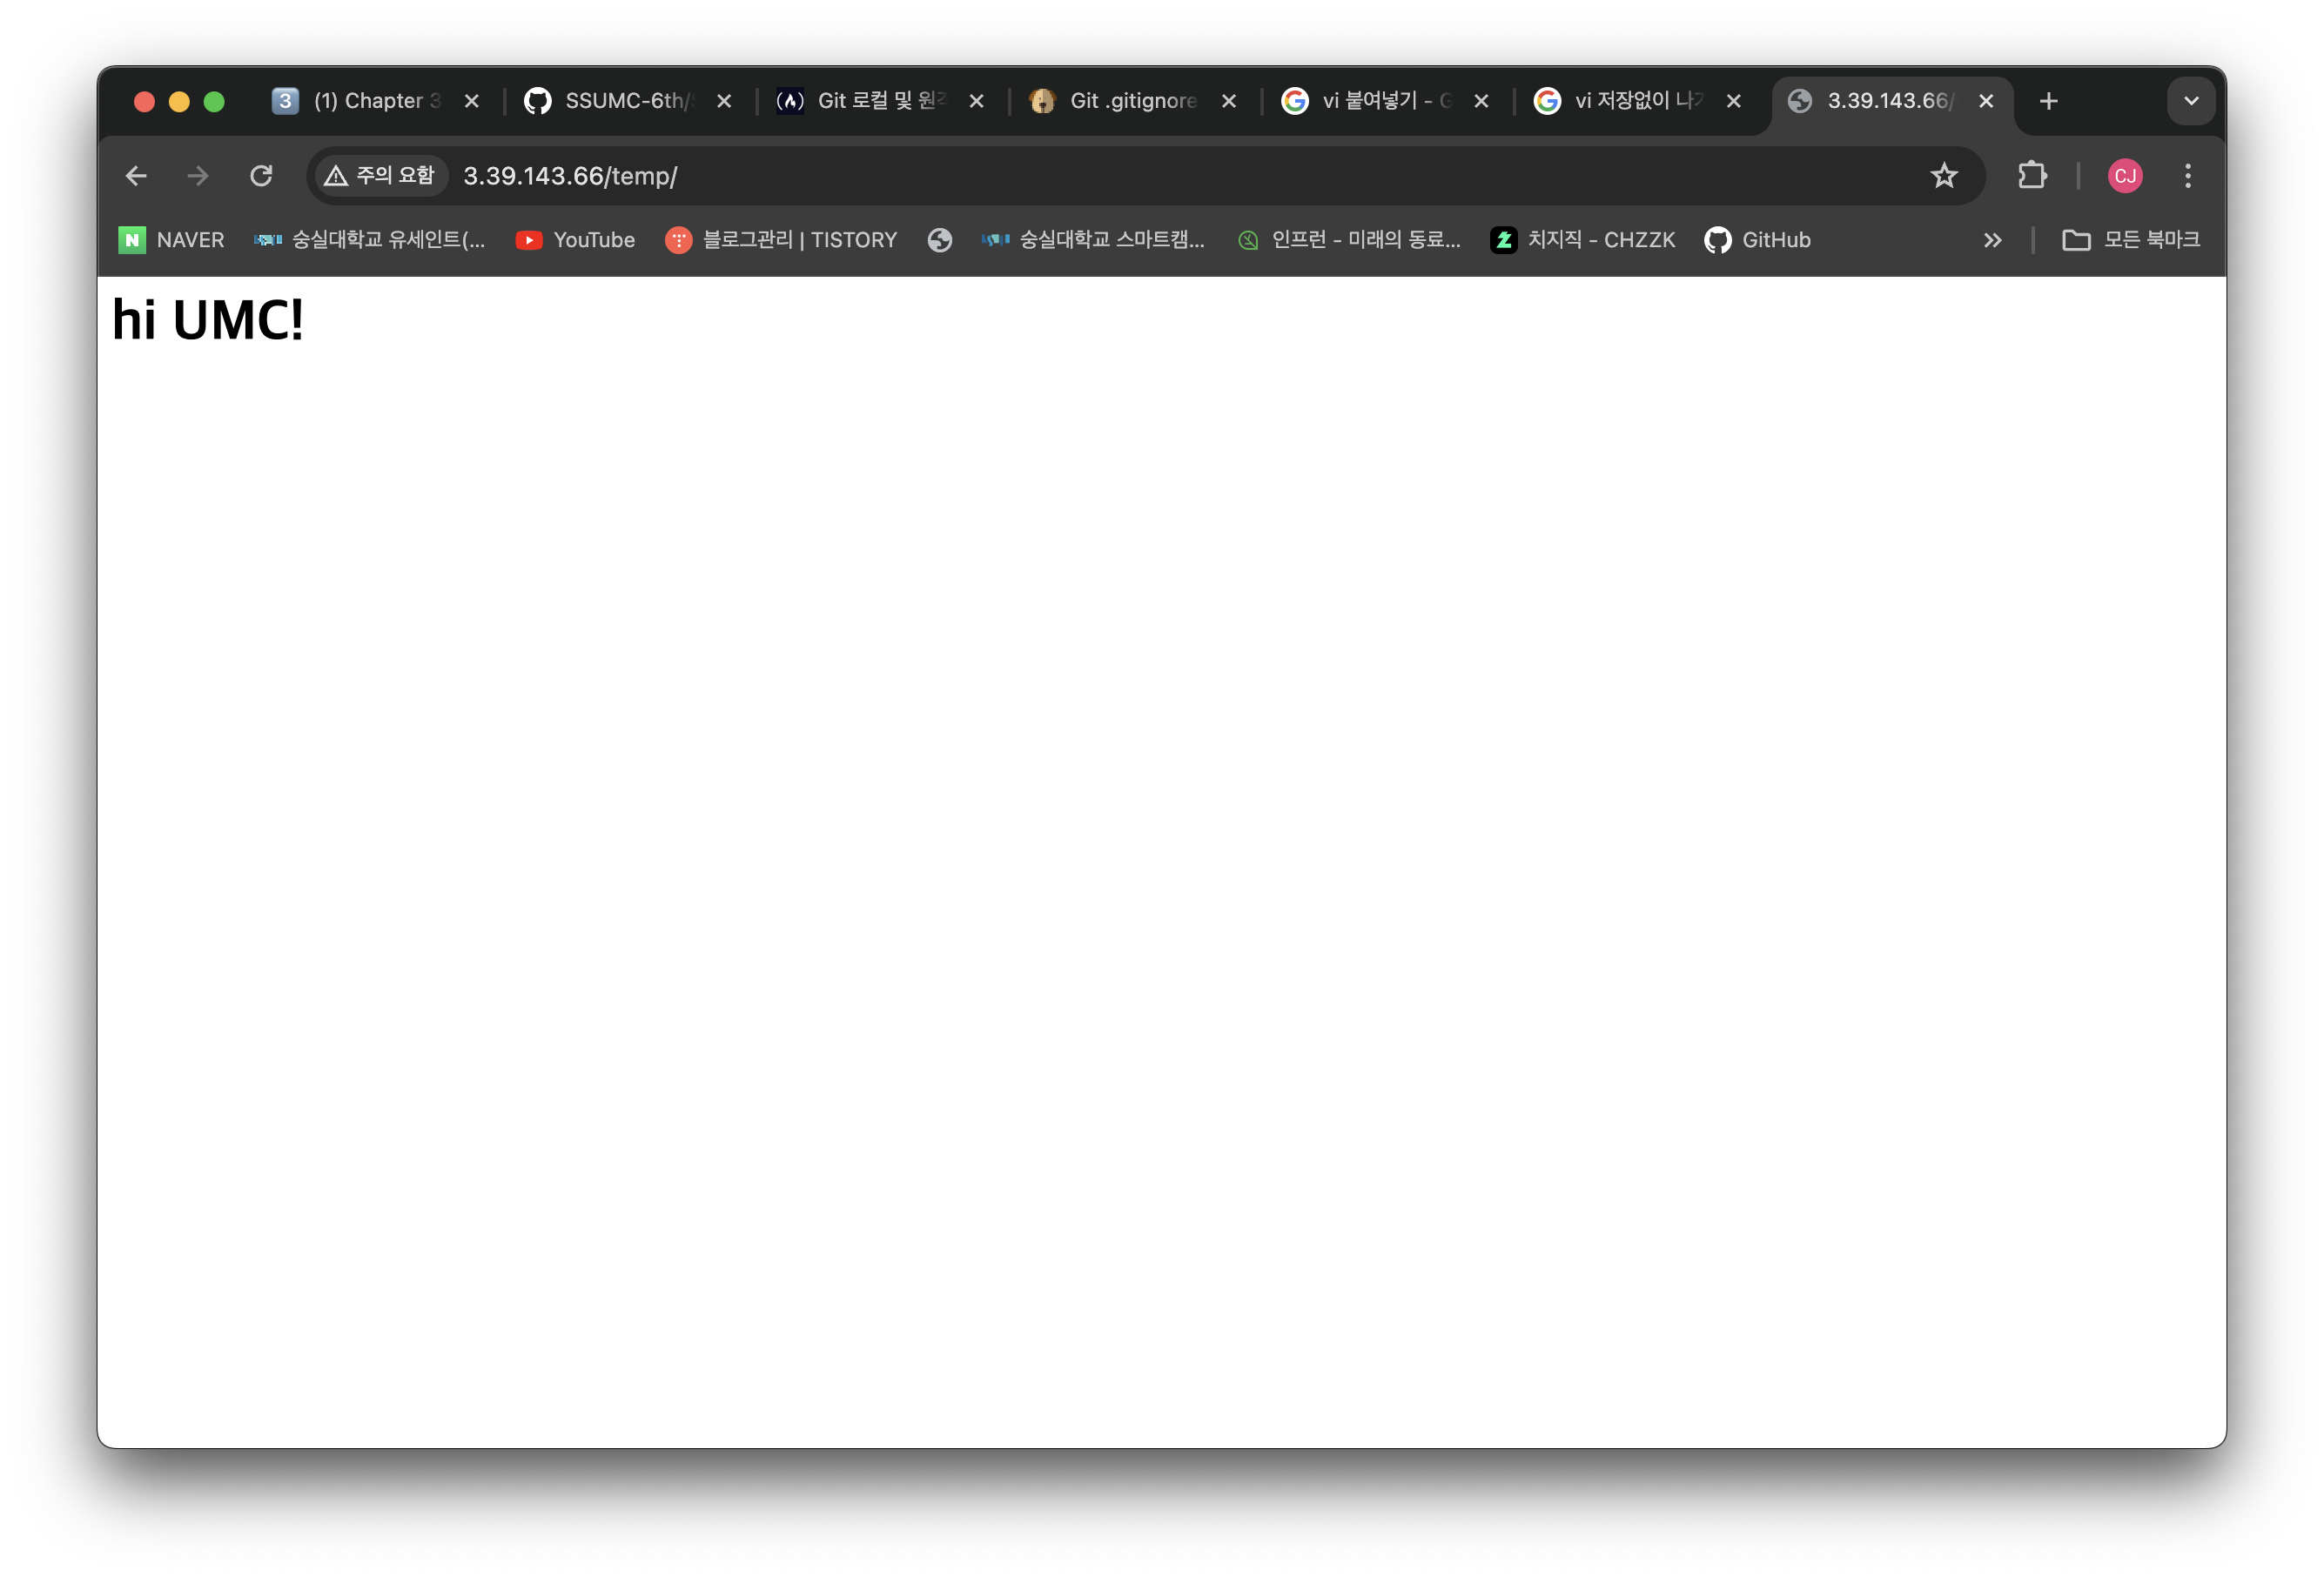 3 (1) Chapter 3
SSUMC-6th/
Git 로컬 및 원
Git .gitignore
vi 붙여넣기 - G
vi 저장없이 나
3.39.143.66/
주의 요함 3.39.143.66/temp/
CJ
N NAVER 숭실대학교 유세인트(... YouTube 블로그관리 | TISTORY 숭실대학교 스마트캠... 인프런 - 미래의 동료... 치지직 - CHZZK GitHub 모든 북마크
hi UMC!